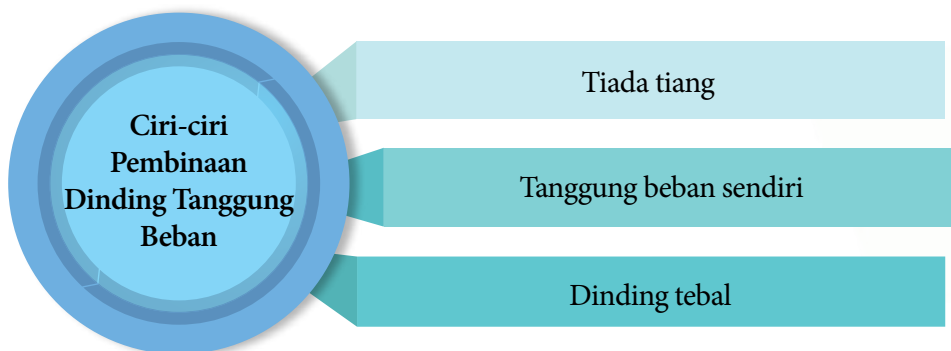 Ciri-ciri
Pembinaan
Dinding Tanggung
Beban
Tiada tiang
Tanggung beban sendiri
Dinding tebal